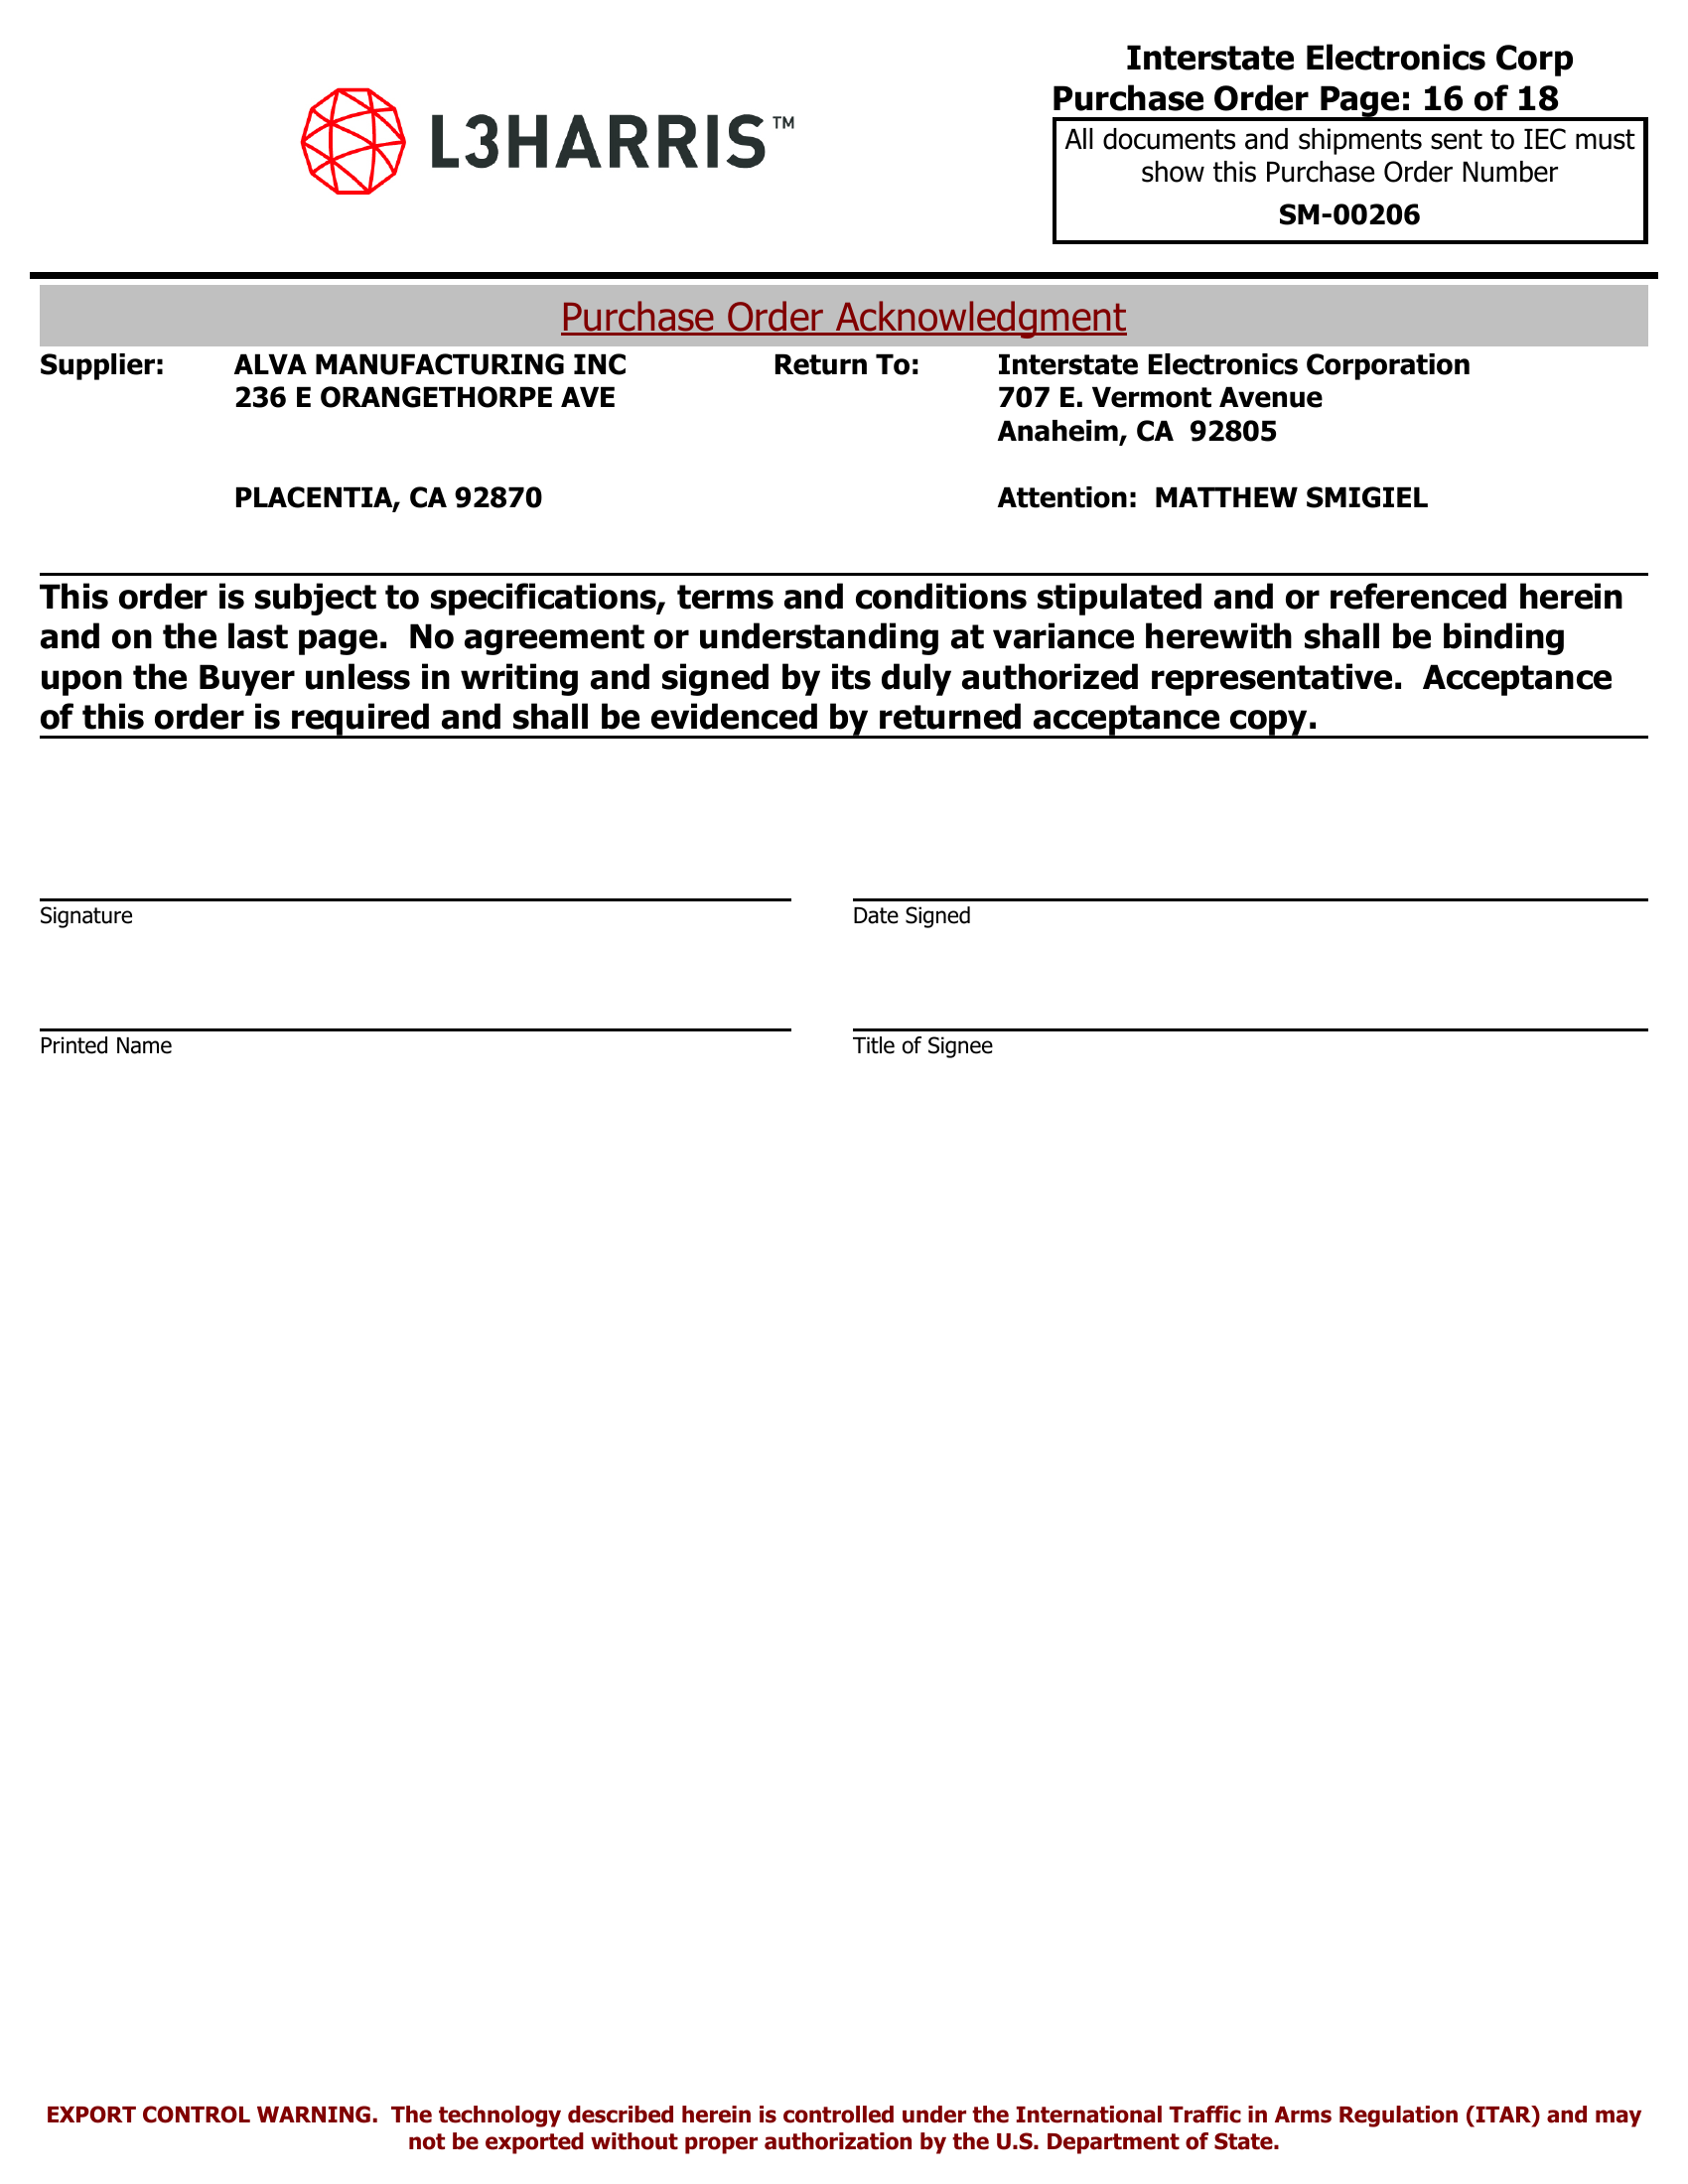 Interstate Electronics Corp
Purchase Order Page: 16 of 18
L3HARRIS™
All documents and shipments sent to IEC must
show this Purchase Order Number
SM-00206
Purchase Order Acknowledgment
Supplier: ALVA MANUFACTURING INC Return To: Interstate Electronics Corporation
236 E ORANGETHORPE AVE 707 E. Vermont Avenue
Anaheim, CA 92805
PLACENTIA, CA 92870 Attention: MATTHEW SMIGIEL
This order is subject to specifications, terms and conditions stipulated and or referenced herein
and on the last page. No agreement or understanding at variance herewith shall be binding
upon the Buyer unless in writing and signed by its duly authorized representative. Acceptance
of this order is required and shall be evidenced by returned acceptance copy.
Signature Date Signed
Printed Name Title of Signee
EXPORT CONTROL WARNING. The technology described herein is controlled under the International Traffic in Arms Regulation (ITAR) and may
not be exported without proper authorization by the U.S. Department of State.